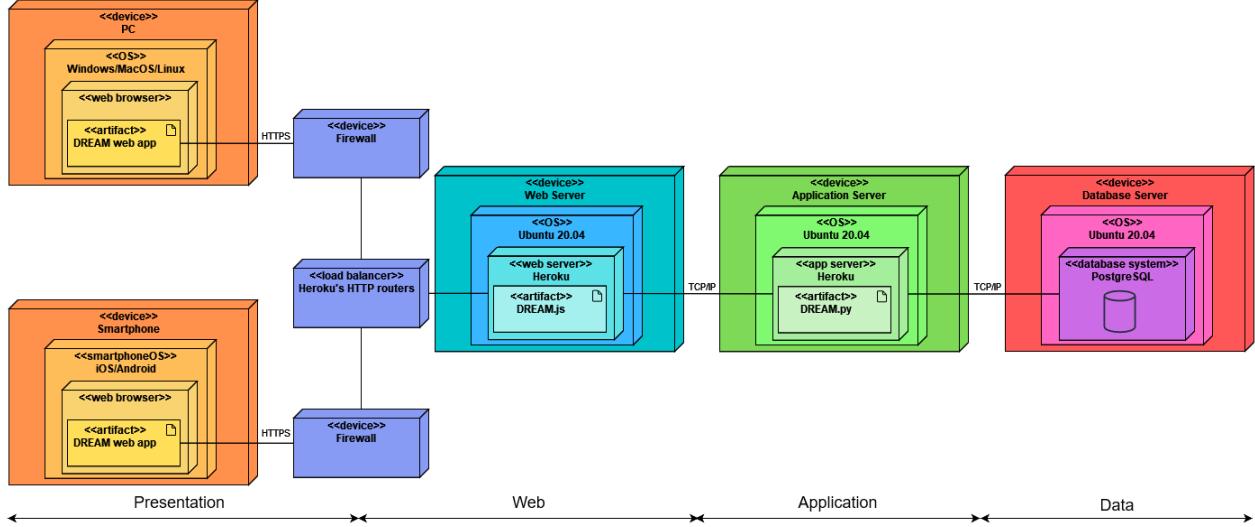 <<device>>
PC
<<OS>>
Windows/MacOS/Linux
<<web browser>>
<<artifact>>
DREAM web app
HTTPS
<<device>>
Firewall
<<device>>
Smartphone
<<smartphoneOS>>
iOS/Android
<<web browser>>
<<artifact>>
DREAM web app
HTTPS
<<device>>
Firewall
<<load balancer>>
Heroku's HTTP routers
<<device>>
Web Server
<<OS>>
Ubuntu 20.04
<<web server>>
Heroku
<<artifact>>
DREAM.js
TCP/IP
<<device>>
Application Server
<<OS>>
Ubuntu 20.04
<<app server>>
Heroku
<<artifact>>
DREAM.py
TCP/IP
<<device>>
Database Server
<<OS>>
Ubuntu 20.04
<<database system>>
PostgreSQL
Presentation
Web
Application
Data